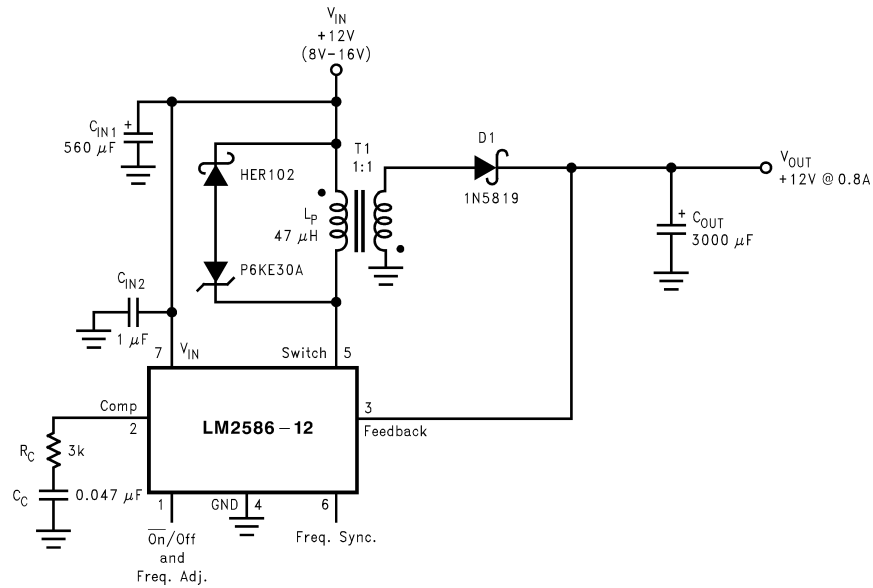 V_IN
+12V
(8V–16V)
C_IN1 +
560 μF
HER102
T1
1:1
D1
1N5819
V_OUT
+12V @ 0.8A
L_P
47 μH
+ C_OUT
3000 μF
P6KE30A
C_IN2
1 μF
7 V_IN
Switch 5
Comp
2
LM2586–12
3
Feedback
R_C 3k
C_C 0.047 μF
1 GND 4 6
On/Off
and
Freq. Adj.
Freq. Sync.